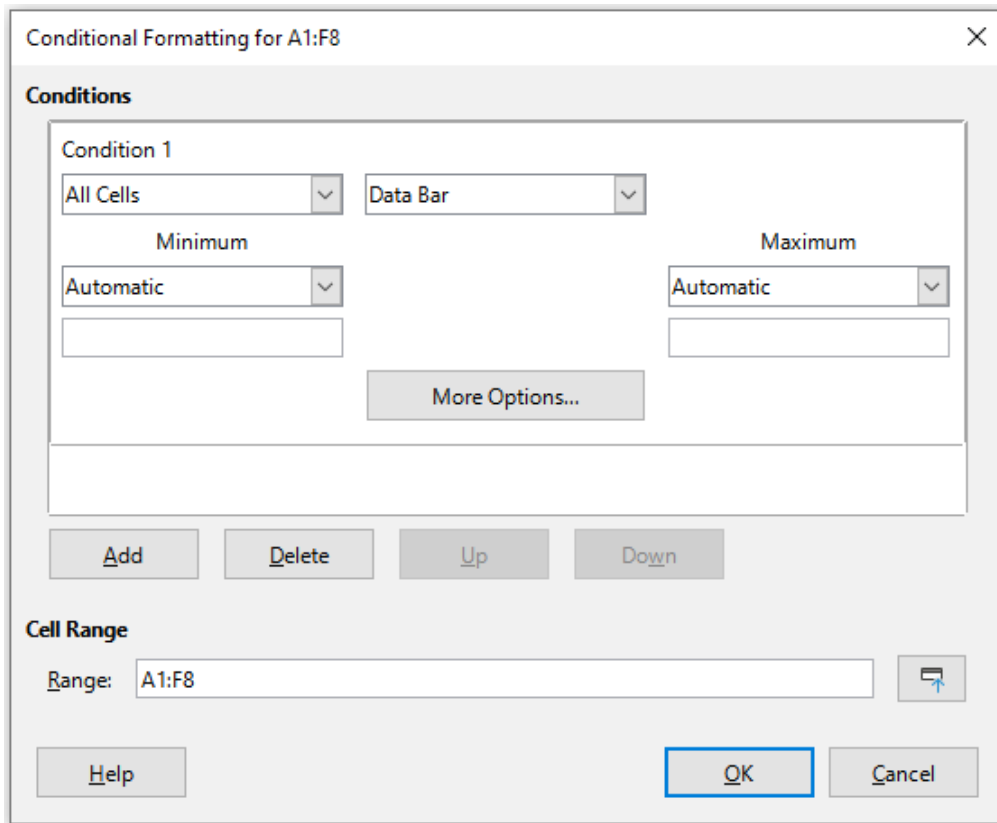 Conditional Formatting for A1:F8
Conditions
Condition 1
All Cells Data Bar
Minimum Maximum
Automatic Automatic
More Options...
Add Delete Up Down
Cell Range
Range: A1:F8
Help OK Cancel